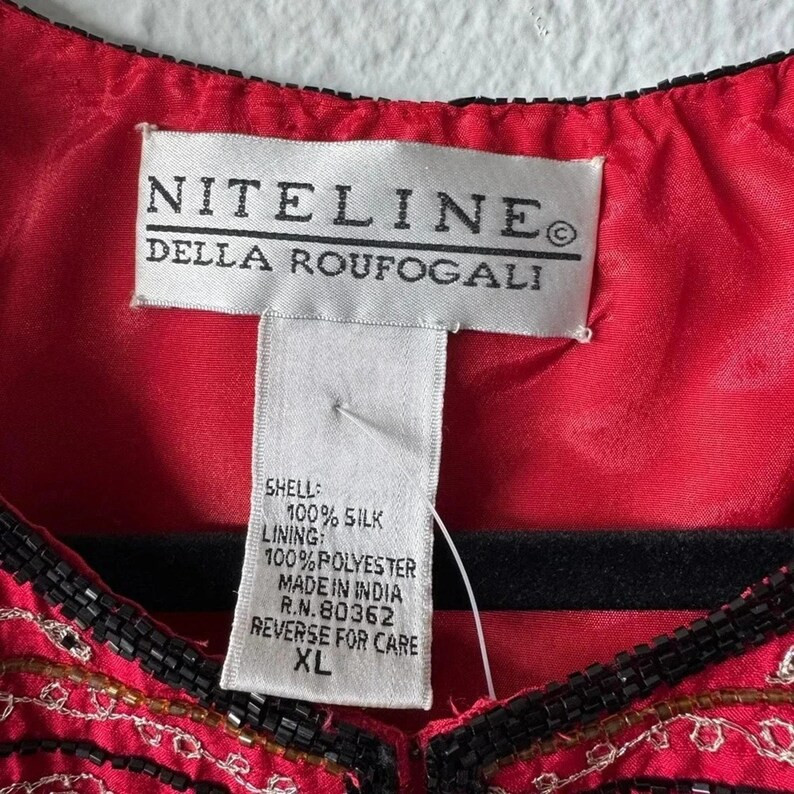 NITELINE©
DELLA ROUFOGALI
SHELL:
100% SILK
LINING:
100% POLYESTER
MADE IN INDIA
R.N. 80362
REVERSE FOR CARE
XL